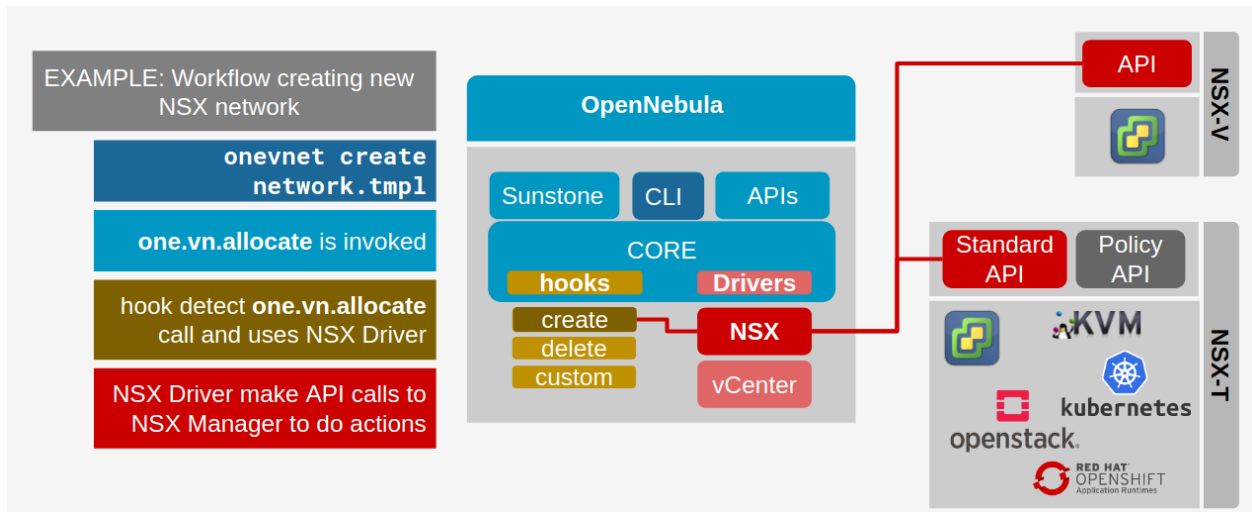 EXAMPLE: Workflow creating new
NSX network
onevnet create
network.tmpl
one.vn.allocate is invoked
hook detect one.vn.allocate
call and uses NSX Driver
NSX Driver make API calls to
NSX Manager to do actions
OpenNebula
Sunstone
CLI
APIs
CORE
hooks
Drivers
create
delete
custom
NSX
vCenter
API
NSX-V
Standard
API
Policy
API
KVM
kubernetes
openstack.
RED HAT
OPENSHIFT
Application Runtimes
NSX-T